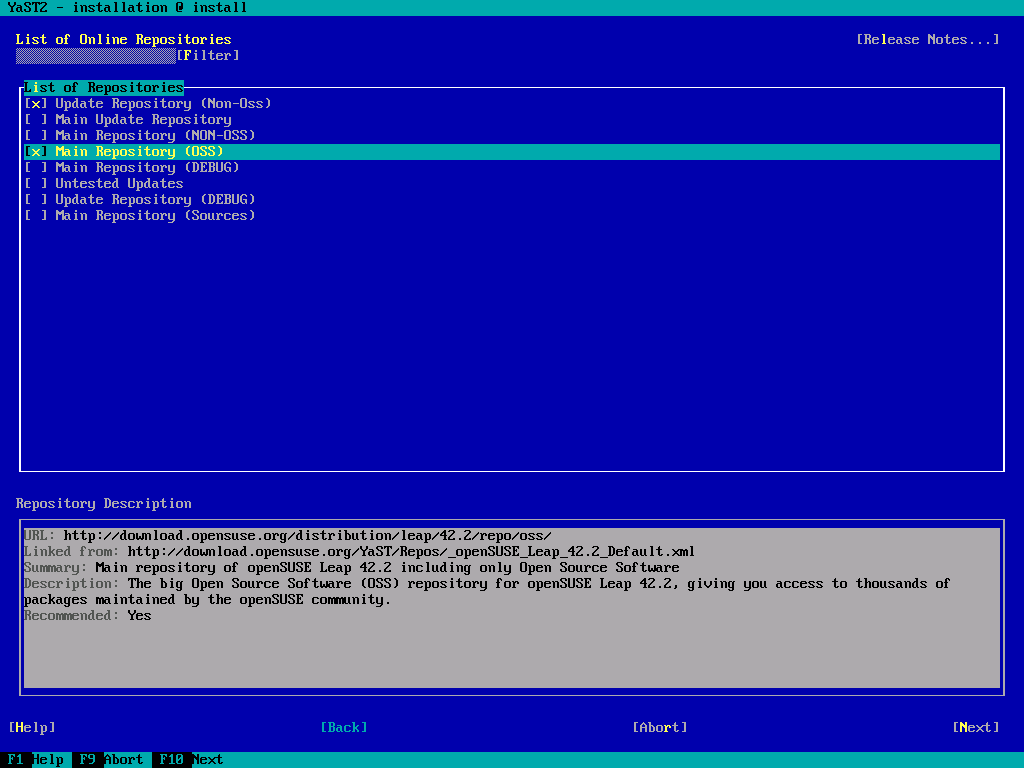 YaST2 - installation @ install
List of Online Repositories [Release Notes...]
[Filter]
List of Repositories
[x] Update Repository (Non-Oss)
[ ] Main Update Repository
[ ] Main Repository (NON-OSS)
[x] Main Repository (OSS)
[ ] Main Repository (DEBUG)
[ ] Untested Updates
[ ] Update Repository (DEBUG)
[ ] Main Repository (Sources)
Repository Description
URL: http://download.opensuse.org/distribution/leap/42.2/repo/oss/
Linked from: http://download.opensuse.org/YaST/Repos/_openSUSE_Leap_42.2_Default.xml
Summary: Main repository of openSUSE Leap 42.2 including only Open Source Software
Description: The big Open Source Software (OSS) repository for openSUSE Leap 42.2, giving you access to thousands of
packages maintained by the openSUSE community.
Recommended: Yes
[Help] [Back] [Abort] [Next]
F1 Help F9 Abort F10 Next